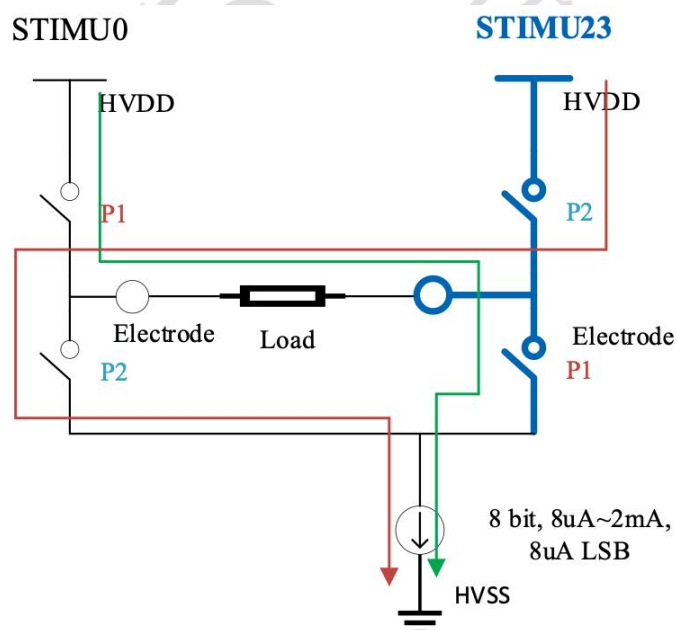 STIMU0
STIMU23
HVDD
HVDD
P1
P2
Electrode
Load
Electrode
P2
P1
8 bit, 8uA~2mA,
8uA LSB
HVSS